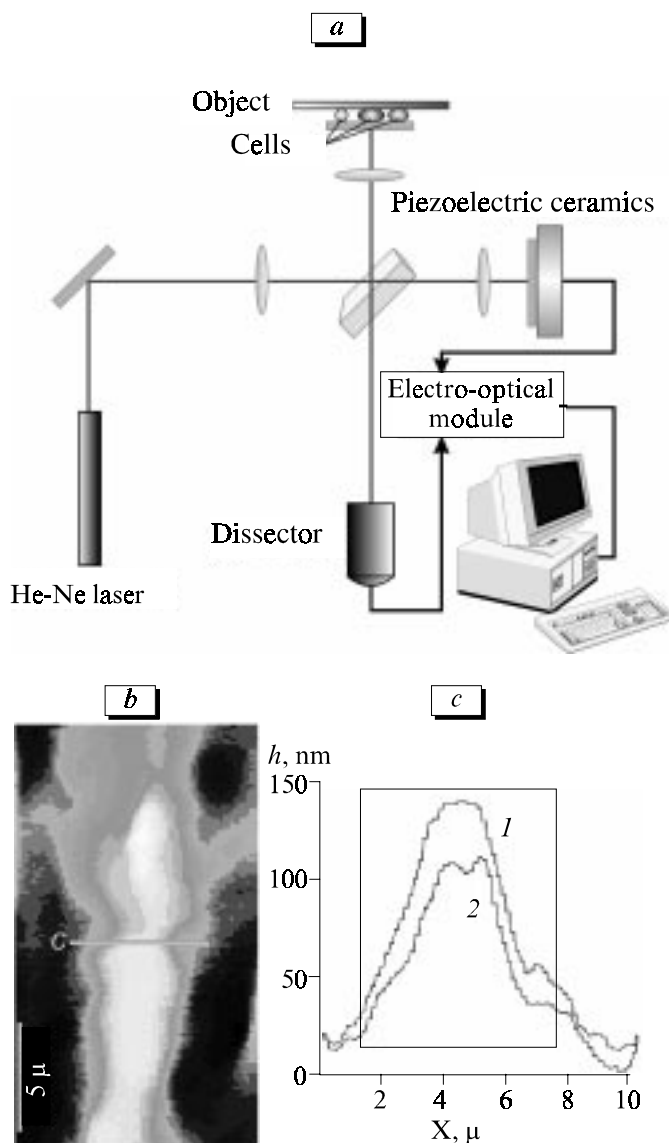 a
Object
Cells
Piezoelectric ceramics
Electro-optical
module
Dissector
He-Ne laser
b
c
h, nm
150
100
50
0
1
2
C
5 μ
2
4
6
8
10
X, μ